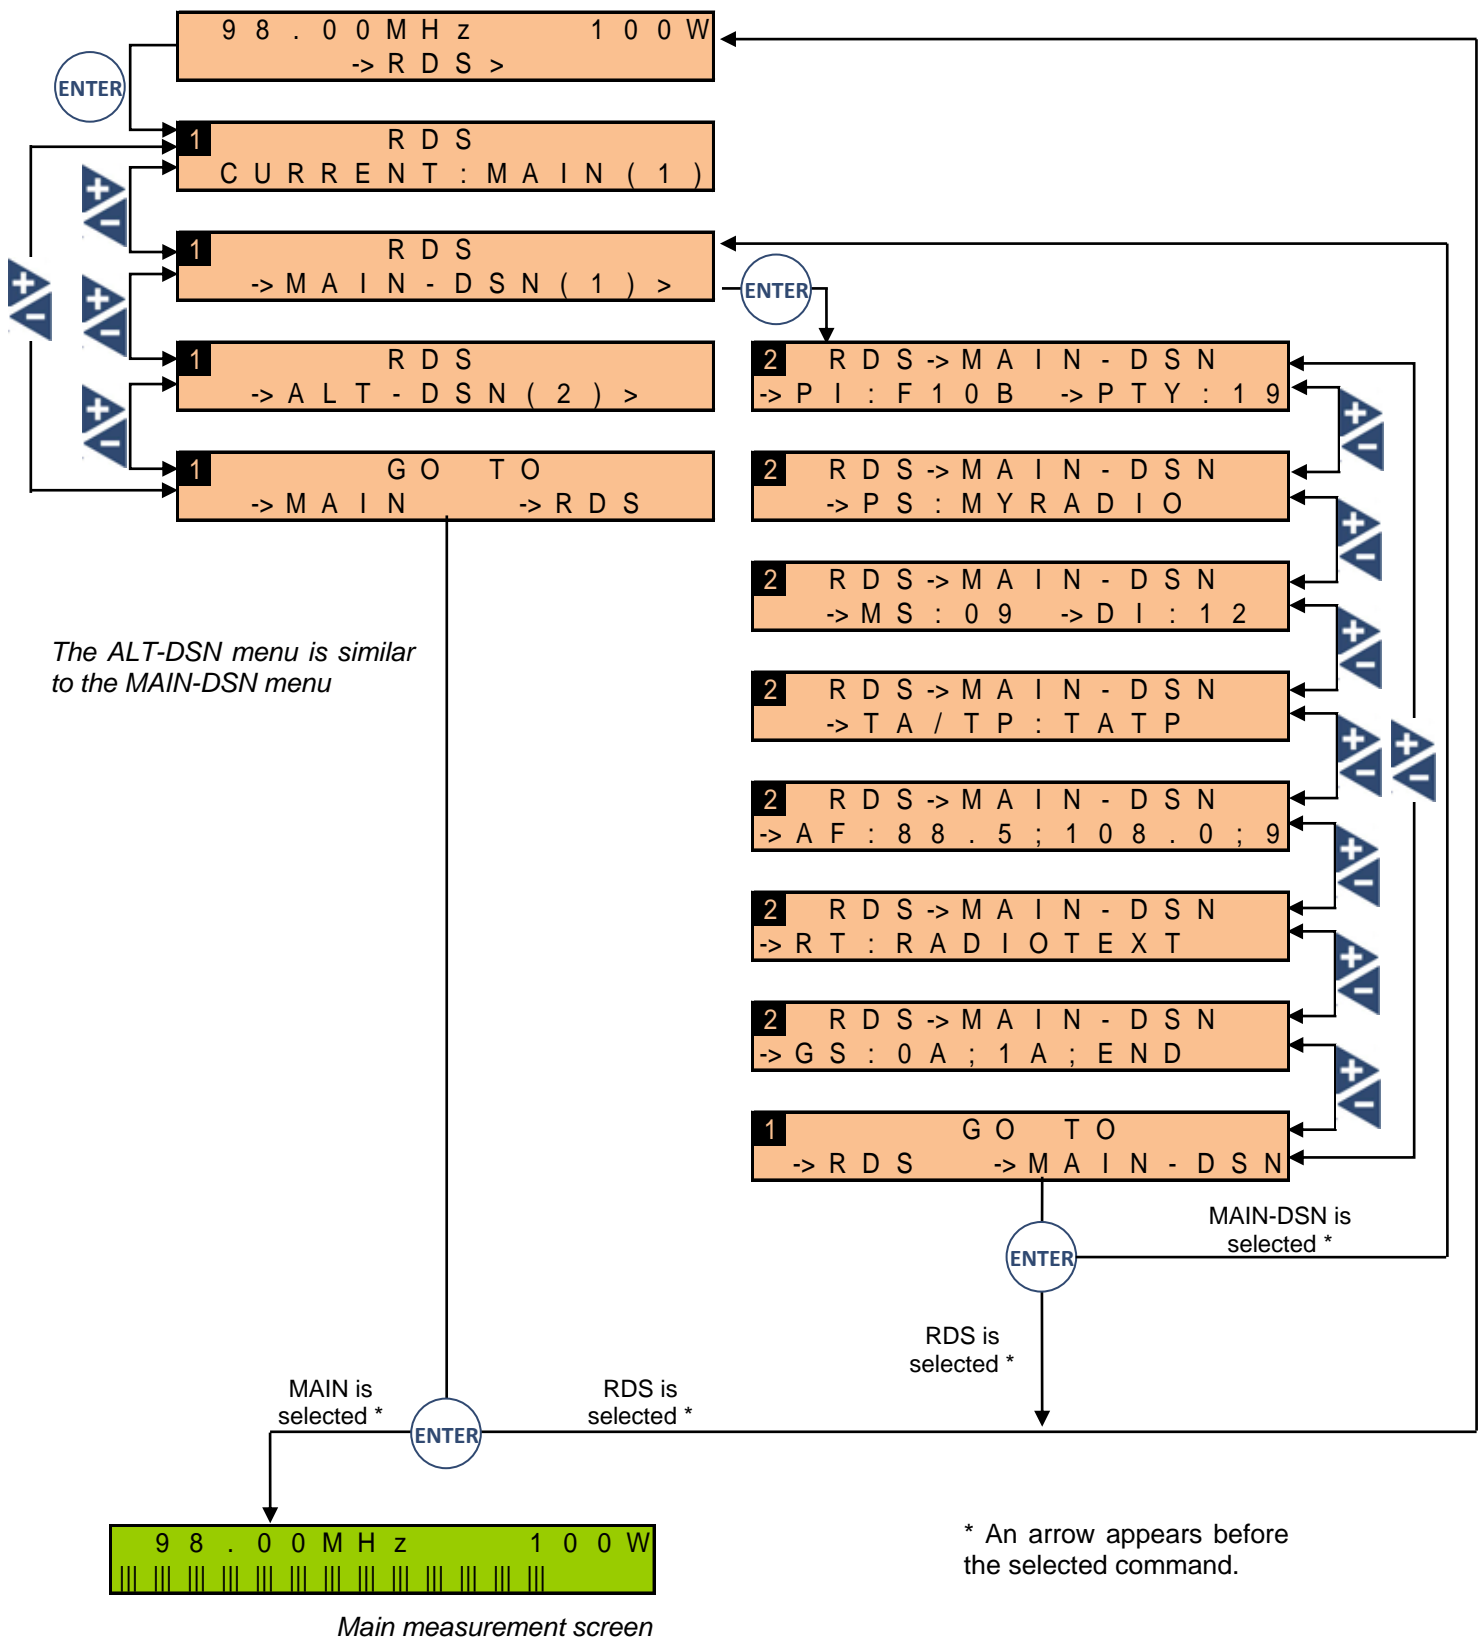 98.00MHz 100W
->RDS>
ENTER
1 RDS
CURRENT:MAIN(1)
1 RDS
->MAIN-DSN(1)>
ENTER
1 RDS
->ALT-DSN(2)>
1 GO TO
->MAIN ->RDS
The ALT-DSN menu is similar
to the MAIN-DSN menu
2 RDS->MAIN-DSN
->PI:F10B ->PTY:19
2 RDS->MAIN-DSN
->PS:MYRADIO
2 RDS->MAIN-DSN
->MS:09 ->DI:12
2 RDS->MAIN-DSN
->TA/TP:TATP
2 RDS->MAIN-DSN
->AF:88.5;108.0;9
2 RDS->MAIN-DSN
->RT:RADIOTEXT
2 RDS->MAIN-DSN
->GS:0A;1A;END
1 GO TO
->RDS ->MAIN-DSN
MAIN-DSN is
selected *
ENTER
RDS is
selected *
MAIN is
selected *
ENTER
RDS is
selected *
98.00MHz 100W
Main measurement screen
* An arrow appears before
the selected command.